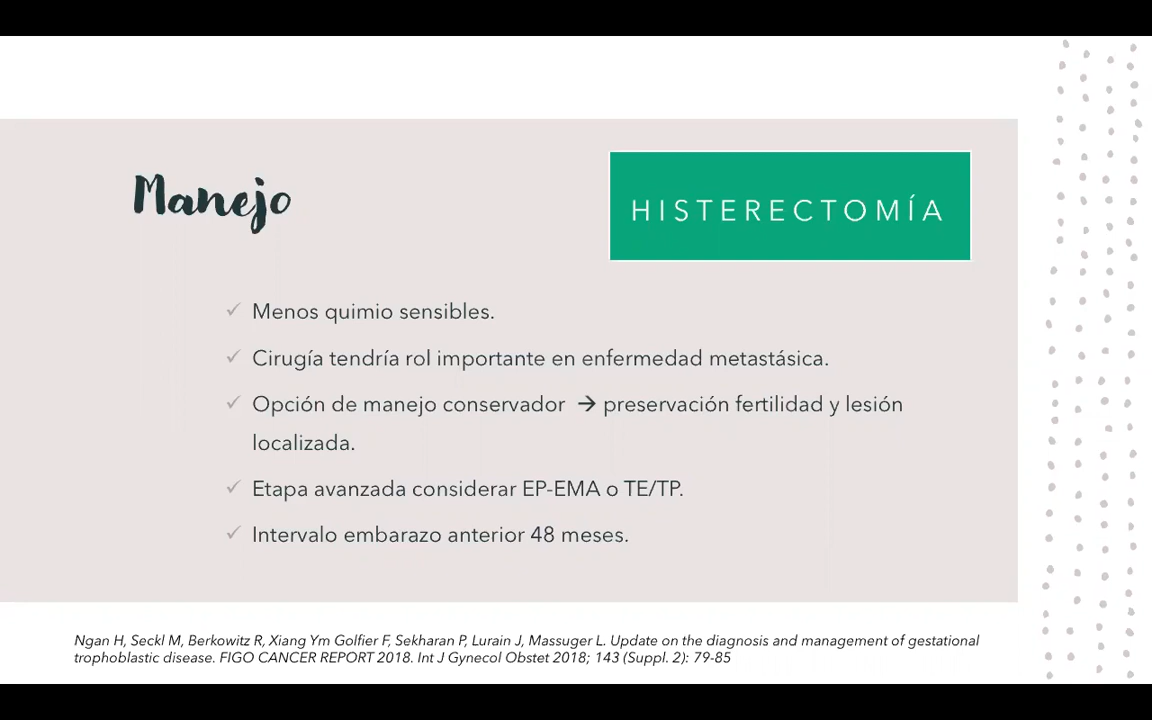 Manejo
HISTERECTOMÍA
✓ Menos quimio sensibles.
✓ Cirugía tendría rol importante en enfermedad metastásica.
✓ Opción de manejo conservador → preservación fertilidad y lesión
localizada.
✓ Etapa avanzada considerar EP-EMA o TE/TP.
✓ Intervalo embarazo anterior 48 meses.
Ngan H, Seckl M, Berkowitz R, Xiang Ym Golfier F, Sekharan P, Lurain J, Massuger L. Update on the diagnosis and management of gestational
trophoblastic disease. FIGO CANCER REPORT 2018. Int J Gynecol Obstet 2018; 143 (Suppl. 2): 79-85